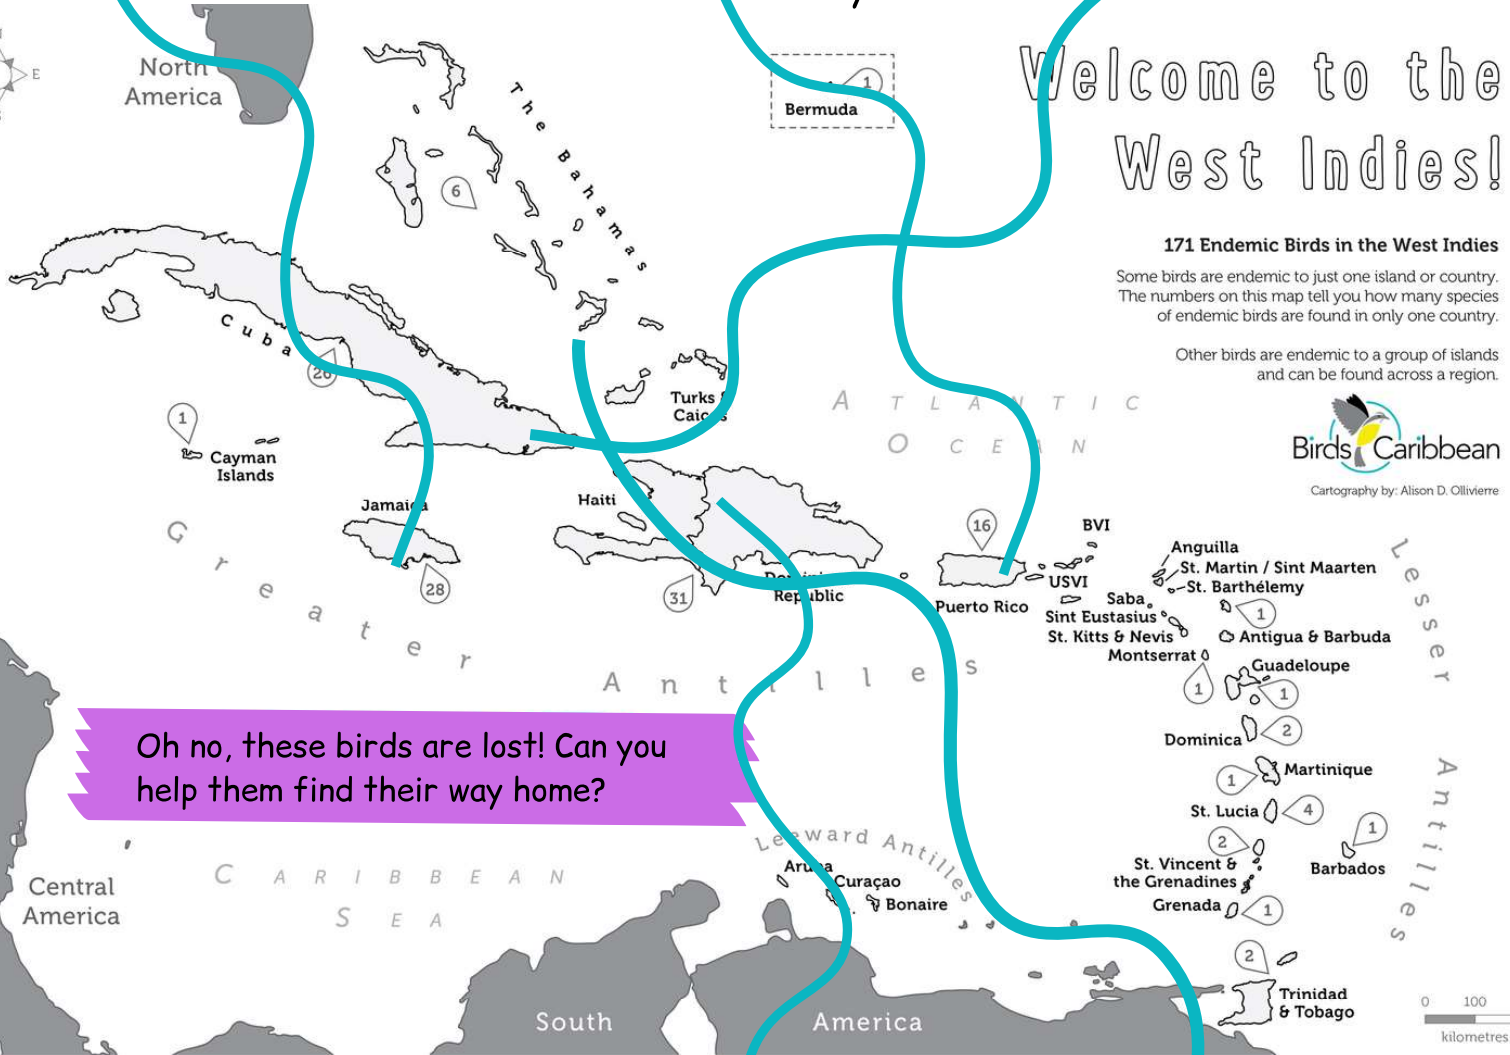 North
America
E
The Bahamas
1
Bermuda
Welcome to the
West Indies!
6
171 Endemic Birds in the West Indies
Some birds are endemic to just one island or country.
The numbers on this map tell you how many species
of endemic birds are found in only one country.
Other birds are endemic to a group of islands
and can be found across a region.
BirdsCaribbean
Cartography by: Alison D. Ollivierre
Cuba
26
1
Cayman
Islands
Turks &
Caicos
ATLANTIC
OCEAN
Jamaica
28
Haiti
31
Dominican
Republic
16
Puerto Rico
BVI
USVI
Anguilla
St. Martin / Sint Maarten
St. Barthélemy
Saba
Sint Eustasius
St. Kitts & Nevis
1
Antigua & Barbuda
Montserrat
1
Guadeloupe
1
Dominica
2
Martinique
1
St. Lucia
4
2
St. Vincent &
the Grenadines
1
Barbados
Grenada
1
2
Trinidad
& Tobago
Greater Antilles
Lesser Antilles
Oh no, these birds are lost! Can you
help them find their way home?
Leeward Antilles
Aruba
Curaçao
Bonaire
CARIBBEAN
SEA
Central
America
South America
0 100
kilometres